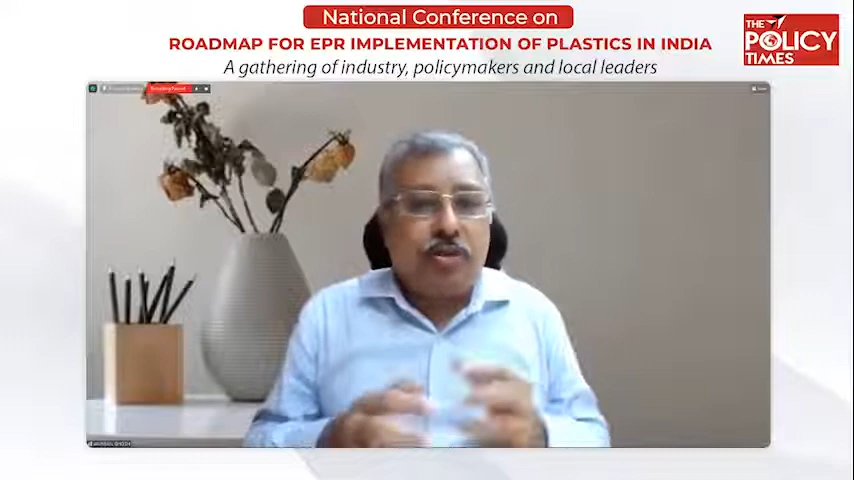 National Conference on
ROADMAP FOR EPR IMPLEMENTATION OF PLASTICS IN INDIA
A gathering of industry, policymakers and local leaders
THE
POLICY
TIMES